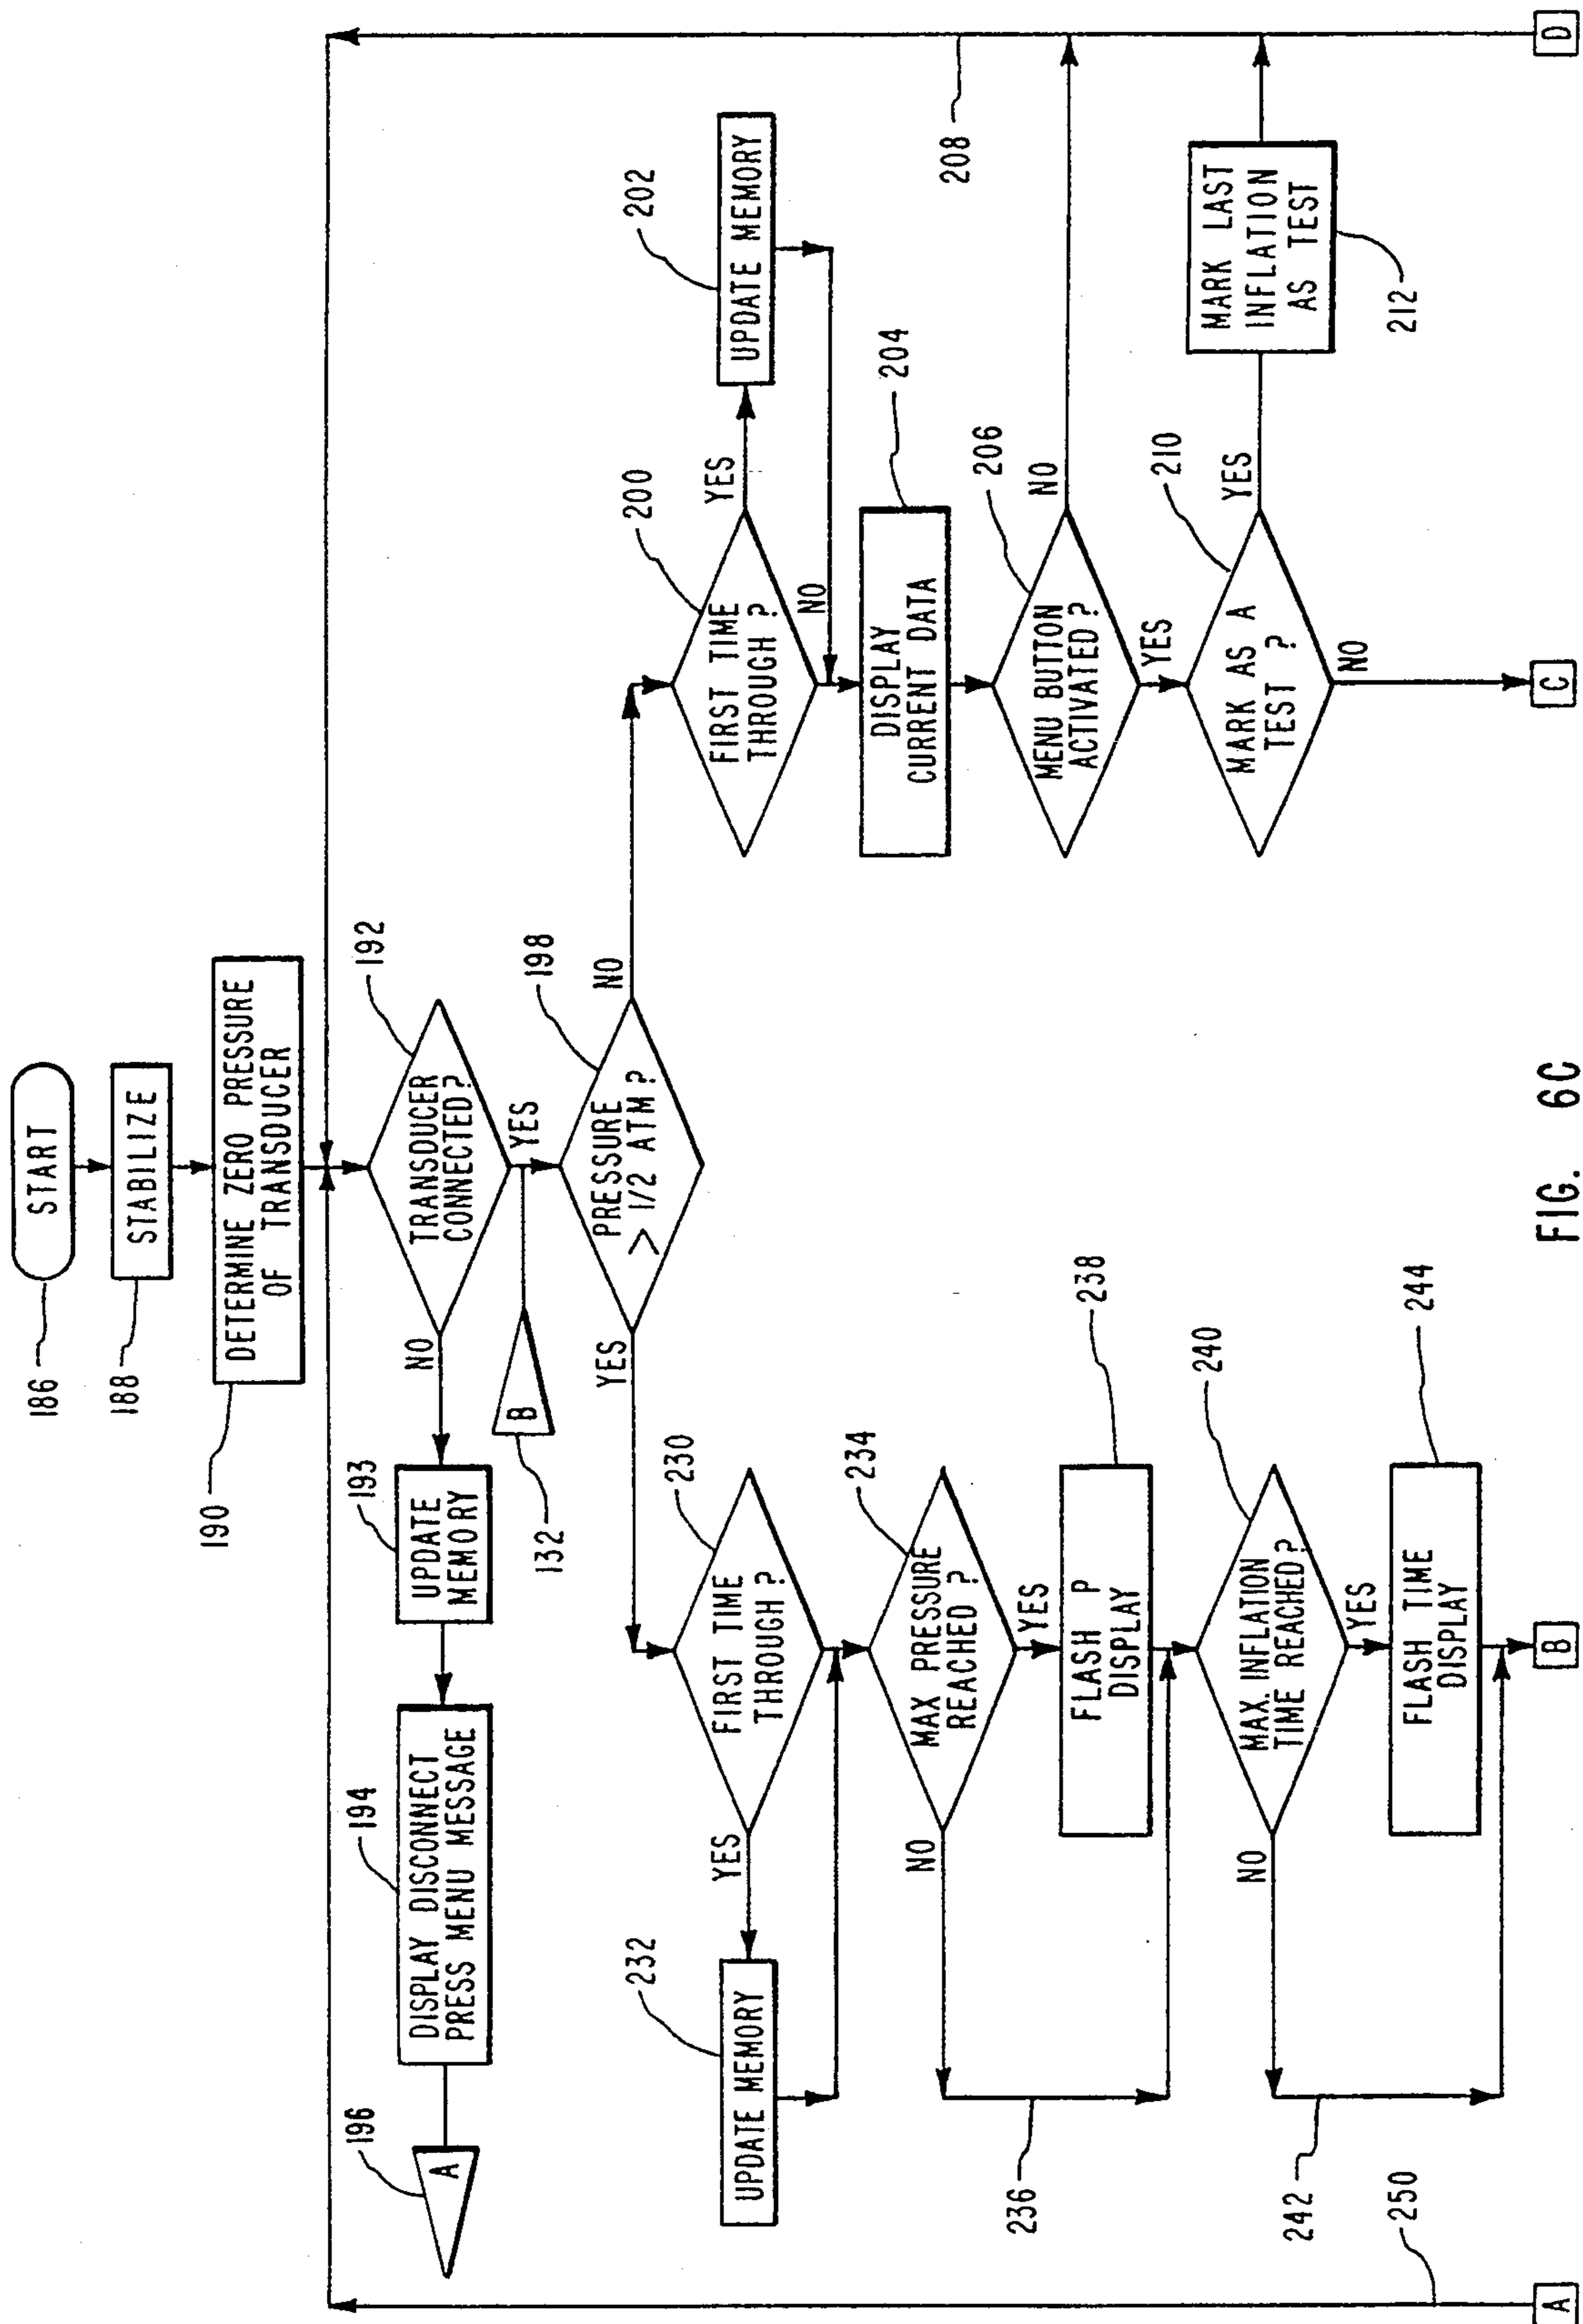 186
START
188
STABILIZE
190
DETERMINE ZERO PRESSURE
OF TRANSDUCER
192
TRANSDUCER
CONNECTED?
NO
YES
193
UPDATE
MEMORY
194
DISPLAY DISCONNECT
PRESS MENU MESSAGE
196
A
B
132
198
PRESSURE
> 1/2 ATM ?
YES
NO
230
FIRST TIME
THROUGH ?
YES
232
UPDATE MEMORY
234
MAX PRESSURE
REACHED ?
NO
YES
236
238
FLASH P
DISPLAY
240
MAX. INFLATION
TIME REACHED?
NO
YES
242
244
FLASH TIME
DISPLAY
250
A
B
200
FIRST TIME
THROUGH ?
YES
NO
202
UPDATE MEMORY
204
DISPLAY
CURRENT DATA
206
MENU BUTTON
ACTIVATED?
NO
YES
208
210
MARK AS A
TEST ?
YES
NO
MARK LAST
INFLATION
AS TEST
212
C
D
FIG. 6C